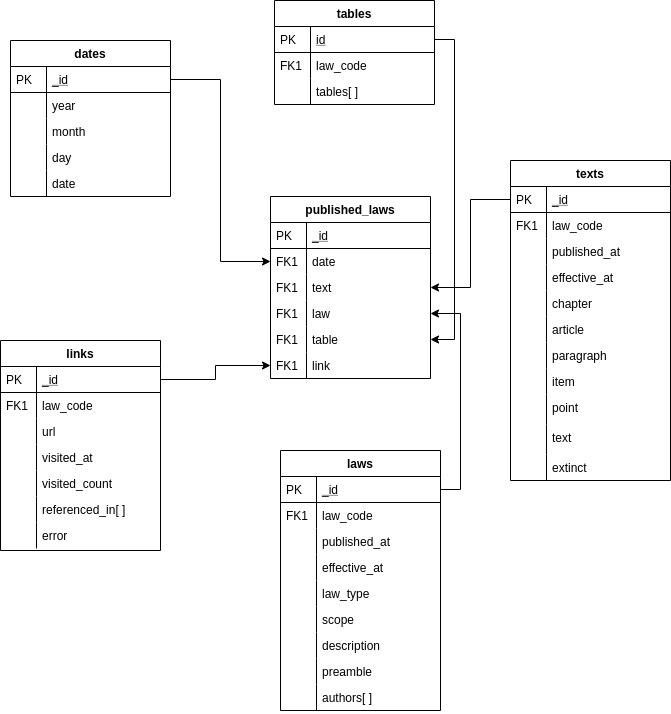 tables
PK id
FK1 law_code
tables[ ]
dates
PK _id
year
month
day
date
texts
PK _id
FK1 law_code
published_at
effective_at
chapter
article
paragraph
item
point
text
extinct
published_laws
PK _id
FK1 date
FK1 text
FK1 law
FK1 table
FK1 link
links
PK _id
FK1 law_code
url
visited_at
visited_count
referenced_in[ ]
error
laws
PK _id
FK1 law_code
published_at
effective_at
law_type
scope
description
preamble
authors[ ]